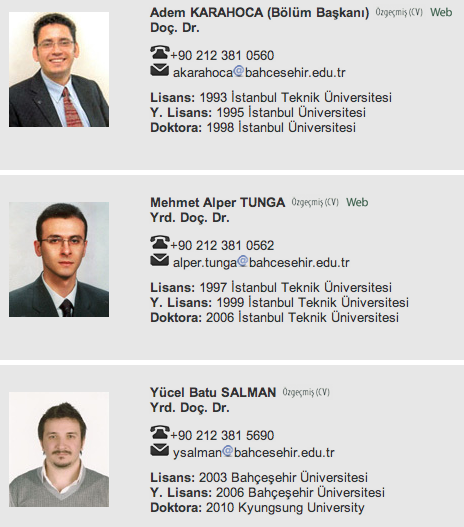 Adem KARAHOCA (Bölüm Başkanı) Özgeçmiş (CV) Web
Doç. Dr.
+90 212 381 0560
akarahoca@bahcesehir.edu.tr
Lisans: 1993 İstanbul Teknik Üniversitesi
Y. Lisans: 1995 İstanbul Üniversitesi
Doktora: 1998 İstanbul Üniversitesi
Mehmet Alper TUNGA Özgeçmiş (CV) Web
Yrd. Doç. Dr.
+90 212 381 0562
alper.tunga@bahcesehir.edu.tr
Lisans: 1997 İstanbul Teknik Üniversitesi
Y. Lisans: 1999 İstanbul Teknik Üniversitesi
Doktora: 2006 İstanbul Teknik Üniversitesi
Yücel Batu SALMAN Özgeçmiş (CV)
Yrd. Doç. Dr.
+90 212 381 5690
ysalman@bahcesehir.edu.tr
Lisans: 2003 Bahçeşehir Üniversitesi
Y. Lisans: 2006 Bahçeşehir Üniversitesi
Doktora: 2010 Kyungsung University